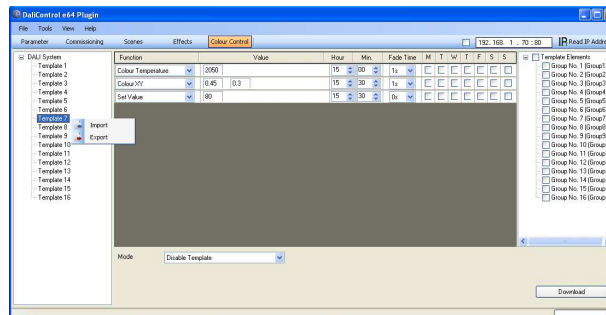 DaliControl e64 Plugin
File Tools View Help
Parameter Commissioning Scenes Effects Colour Control 192. 168. 1 . 70 : 80 IP Read IP Addre
DALI System
Template 1
Template 2
Template 3
Template 4
Template 5
Template 6
Template 7
Template 8
Template 9
Template 10
Template 11
Template 12
Template 13
Template 14
Template 15
Template 16
Import
Export
Function Value Hour Min. Fade Time M T W T F S S
Colour Temperature 2050 15 00 1s
Colour XY 0.45 0.3 15 30 1s
Set Value 80 15 30 0s
Mode Disable Template
Template Elements
Group No. 1 (Group1
Group No. 2 (Group2
Group No. 3 (Group3
Group No. 4 (Group4
Group No. 5 (Group5
Group No. 6 (Group6
Group No. 7 (Group7
Group No. 8 (Group8
Group No. 9 (Group9
Group No. 10 (Group
Group No. 11 (Group
Group No. 12 (Group
Group No. 13 (Group
Group No. 14 (Group
Group No. 15 (Group
Group No. 16 (Group
Download